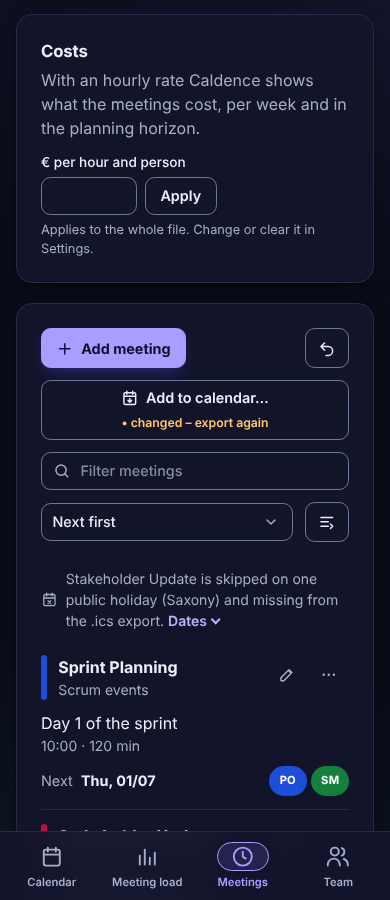 Costs
With an hourly rate Caldence shows
what the meetings cost, per week and in
the planning horizon.
€ per hour and person
Apply
Applies to the whole file. Change or clear it in
Settings.
+ Add meeting
Add to calendar...
• changed – export again
Filter meetings
Next first
Stakeholder Update is skipped on one
public holiday (Saxony) and missing from
the .ics export. Dates
Sprint Planning
Scrum events
Day 1 of the sprint
10:00 · 120 min
Next Thu, 01/07 PO SM
Calendar Meeting load Meetings Team